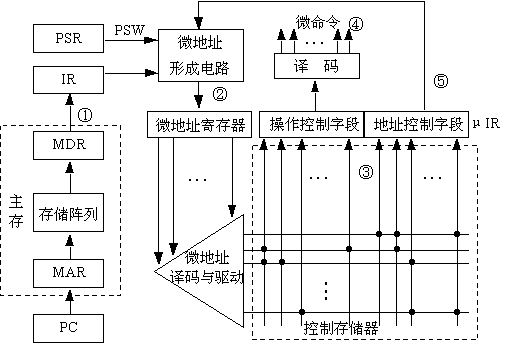 PSR
PSW
IR
①
主存
MDR
存储阵列
MAR
PC
微地址
形成电路
②
微地址寄存器
…
微地址
译码与驱动
微命令
④
…
译 码
⑤
操作控制字段
地址控制字段
μIR
③
…
…
⋮
⋮
控制存储器